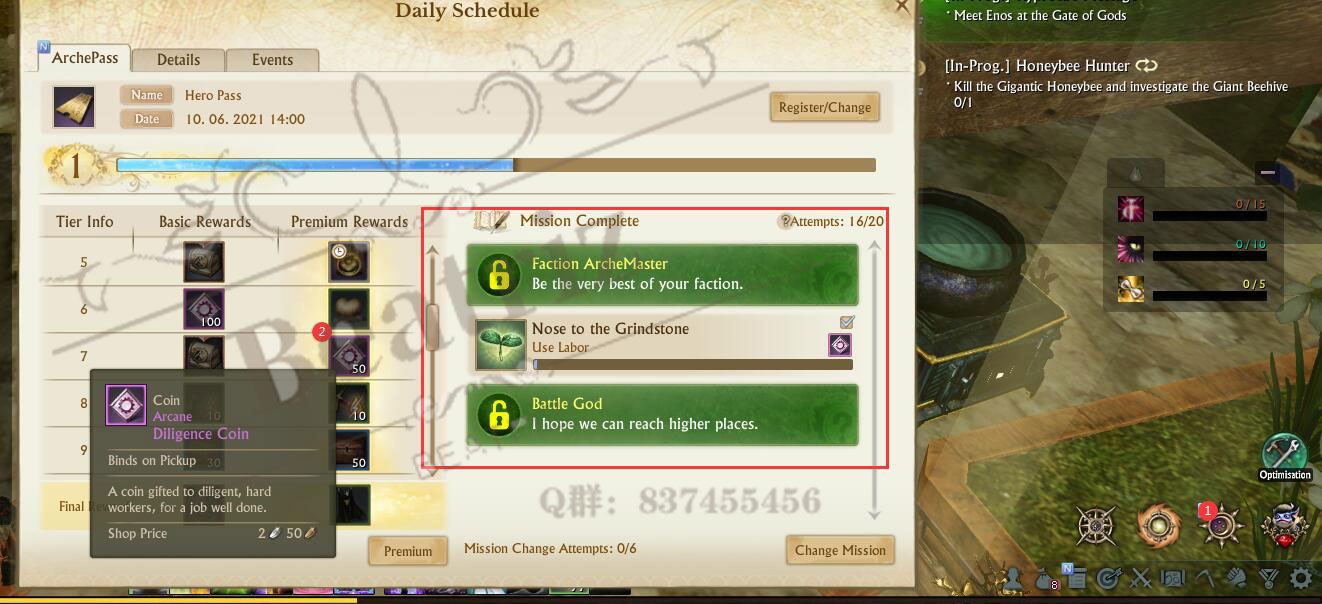 Daily Schedule
N
ArchePass
Details
Events
Name
Hero Pass
Register/Change
Date
10. 06. 2021 14:00
1
Tier Info
Basic Rewards
Premium Rewards
5
6
100
7
50
2
8
10
10
9
30
50
Final Re
Coin
Arcane
Diligence Coin
Binds on Pickup
A coin gifted to diligent, hard
workers, for a job well done.
Shop Price
2 50
Mission Complete
?Attempts: 16/20
Faction ArcheMaster
Be the very best of your faction.
Nose to the Grindstone
Use Labor
Battle God
I hope we can reach higher places.
Premium
Mission Change Attempts: 0/6
Change Mission
Q群：837455456
* Meet Enos at the Gate of Gods
[In-Prog.] Honeybee Hunter
* Kill the Gigantic Honeybee and investigate the Giant Beehive
0/1
0/15
0/10
0/5
Optimisation
1
N
8